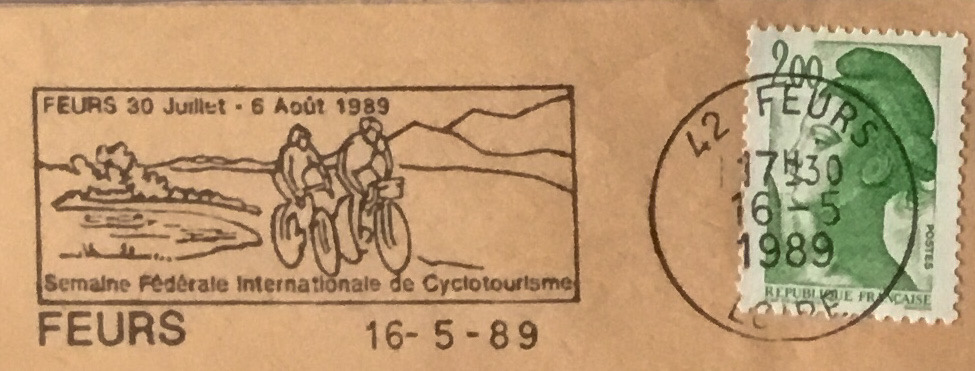 FEURS 30 Juillet - 6 Août 1989
Semaine Fédérale Internationale de Cyclotourisme
FEURS 16-5-89
42 FEURS
17H30
16-5
1989
LOIRE
2,00
POSTES
REPUBLIQUE FRANÇAISE